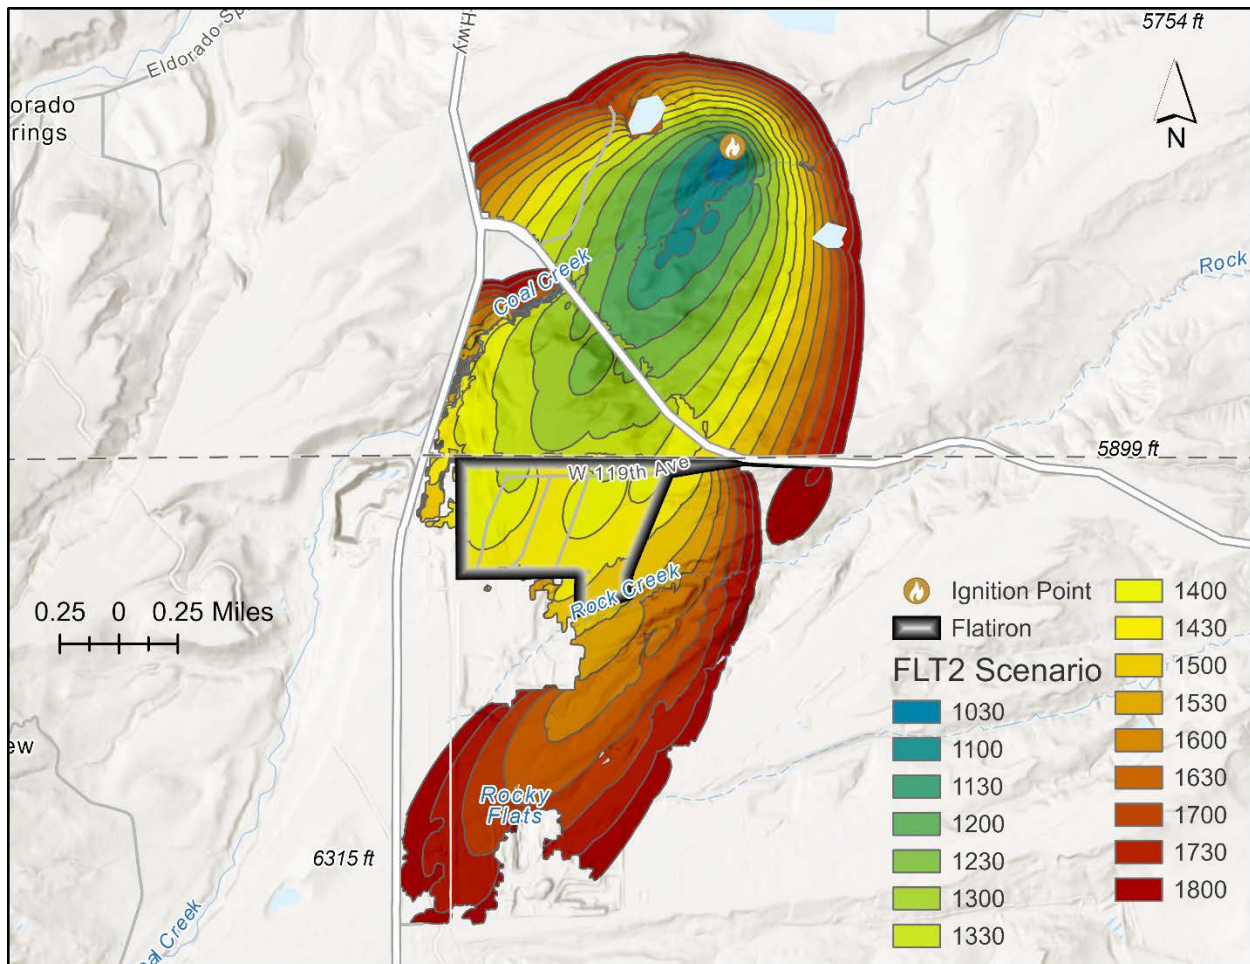 5754 ft
Hwy
Eldorado Sp
orado
rings
N
Coal Creek
Rock
W 119th Ave
5899 ft
Rock Creek
0.25 0 0.25 Miles
ew
Rocky
Flats
6315 ft
al Creek
Ignition Point
Flatiron
FLT2 Scenario
1030
1100
1130
1200
1230
1300
1330
1400
1430
1500
1530
1600
1630
1700
1730
1800